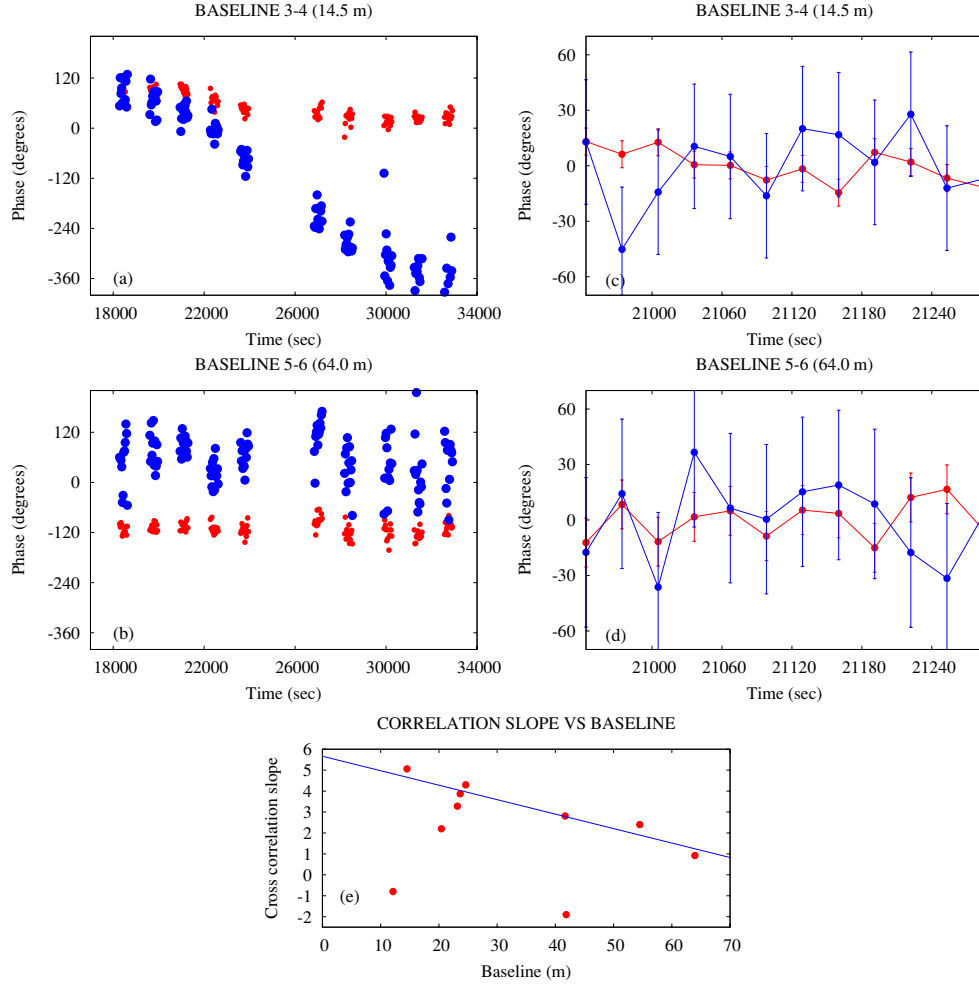 BASELINE 3-4 (14.5 m)
Phase (degrees)
120
0
-120
-240
-360
(a)
18000 22000 26000 30000 34000
Time (sec)
BASELINE 3-4 (14.5 m)
Phase (degrees)
60
30
0
-30
-60
(c)
21000 21060 21120 21180 21240
Time (sec)
BASELINE 5-6 (64.0 m)
Phase (degrees)
120
0
-120
-240
-360
(b)
18000 22000 26000 30000 34000
Time (sec)
BASELINE 5-6 (64.0 m)
Phase (degrees)
60
30
0
-30
-60
(d)
21000 21060 21120 21180 21240
Time (sec)
CORRELATION SLOPE VS BASELINE
Cross correlation slope
6
5
4
3
2
1
0
-1
-2
(e)
0 10 20 30 40 50 60 70
Baseline (m)